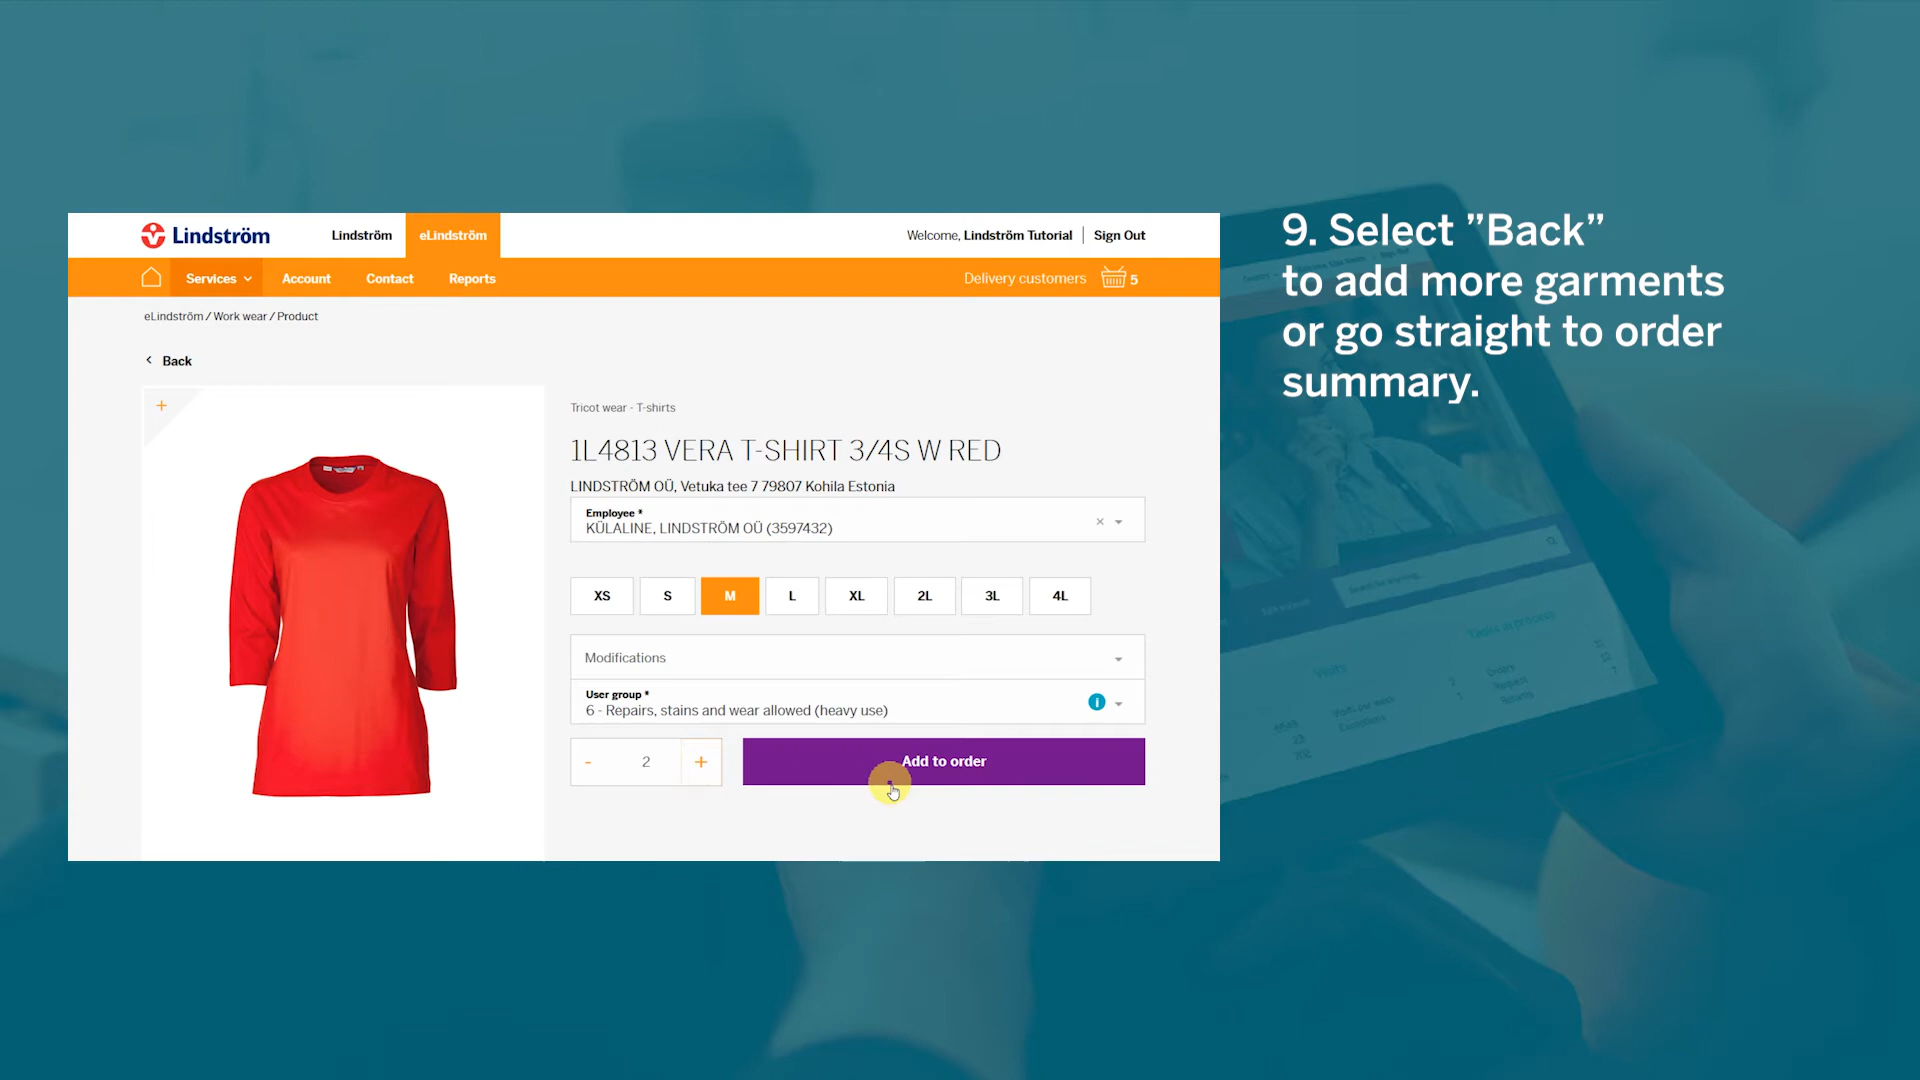 Lindström
Lindström
eLindström
Welcome, Lindström Tutorial
Sign Out
Services
Account
Contact
Reports
Delivery customers
5
eLindström / Work wear / Product
Back
Tricot wear - T-shirts
1L4813 VERA T-SHIRT 3/4S W RED
LINDSTRÖM OÜ, Vetuka tee 7 79807 Kohila Estonia
Employee *
KÜLALINE, LINDSTRÖM OÜ (3597432)
XS
S
M
L
XL
2L
3L
4L
Modifications
User group *
6 - Repairs, stains and wear allowed (heavy use)
- 2 +
Add to order
9. Select ”Back”
to add more garments
or go straight to order
summary.